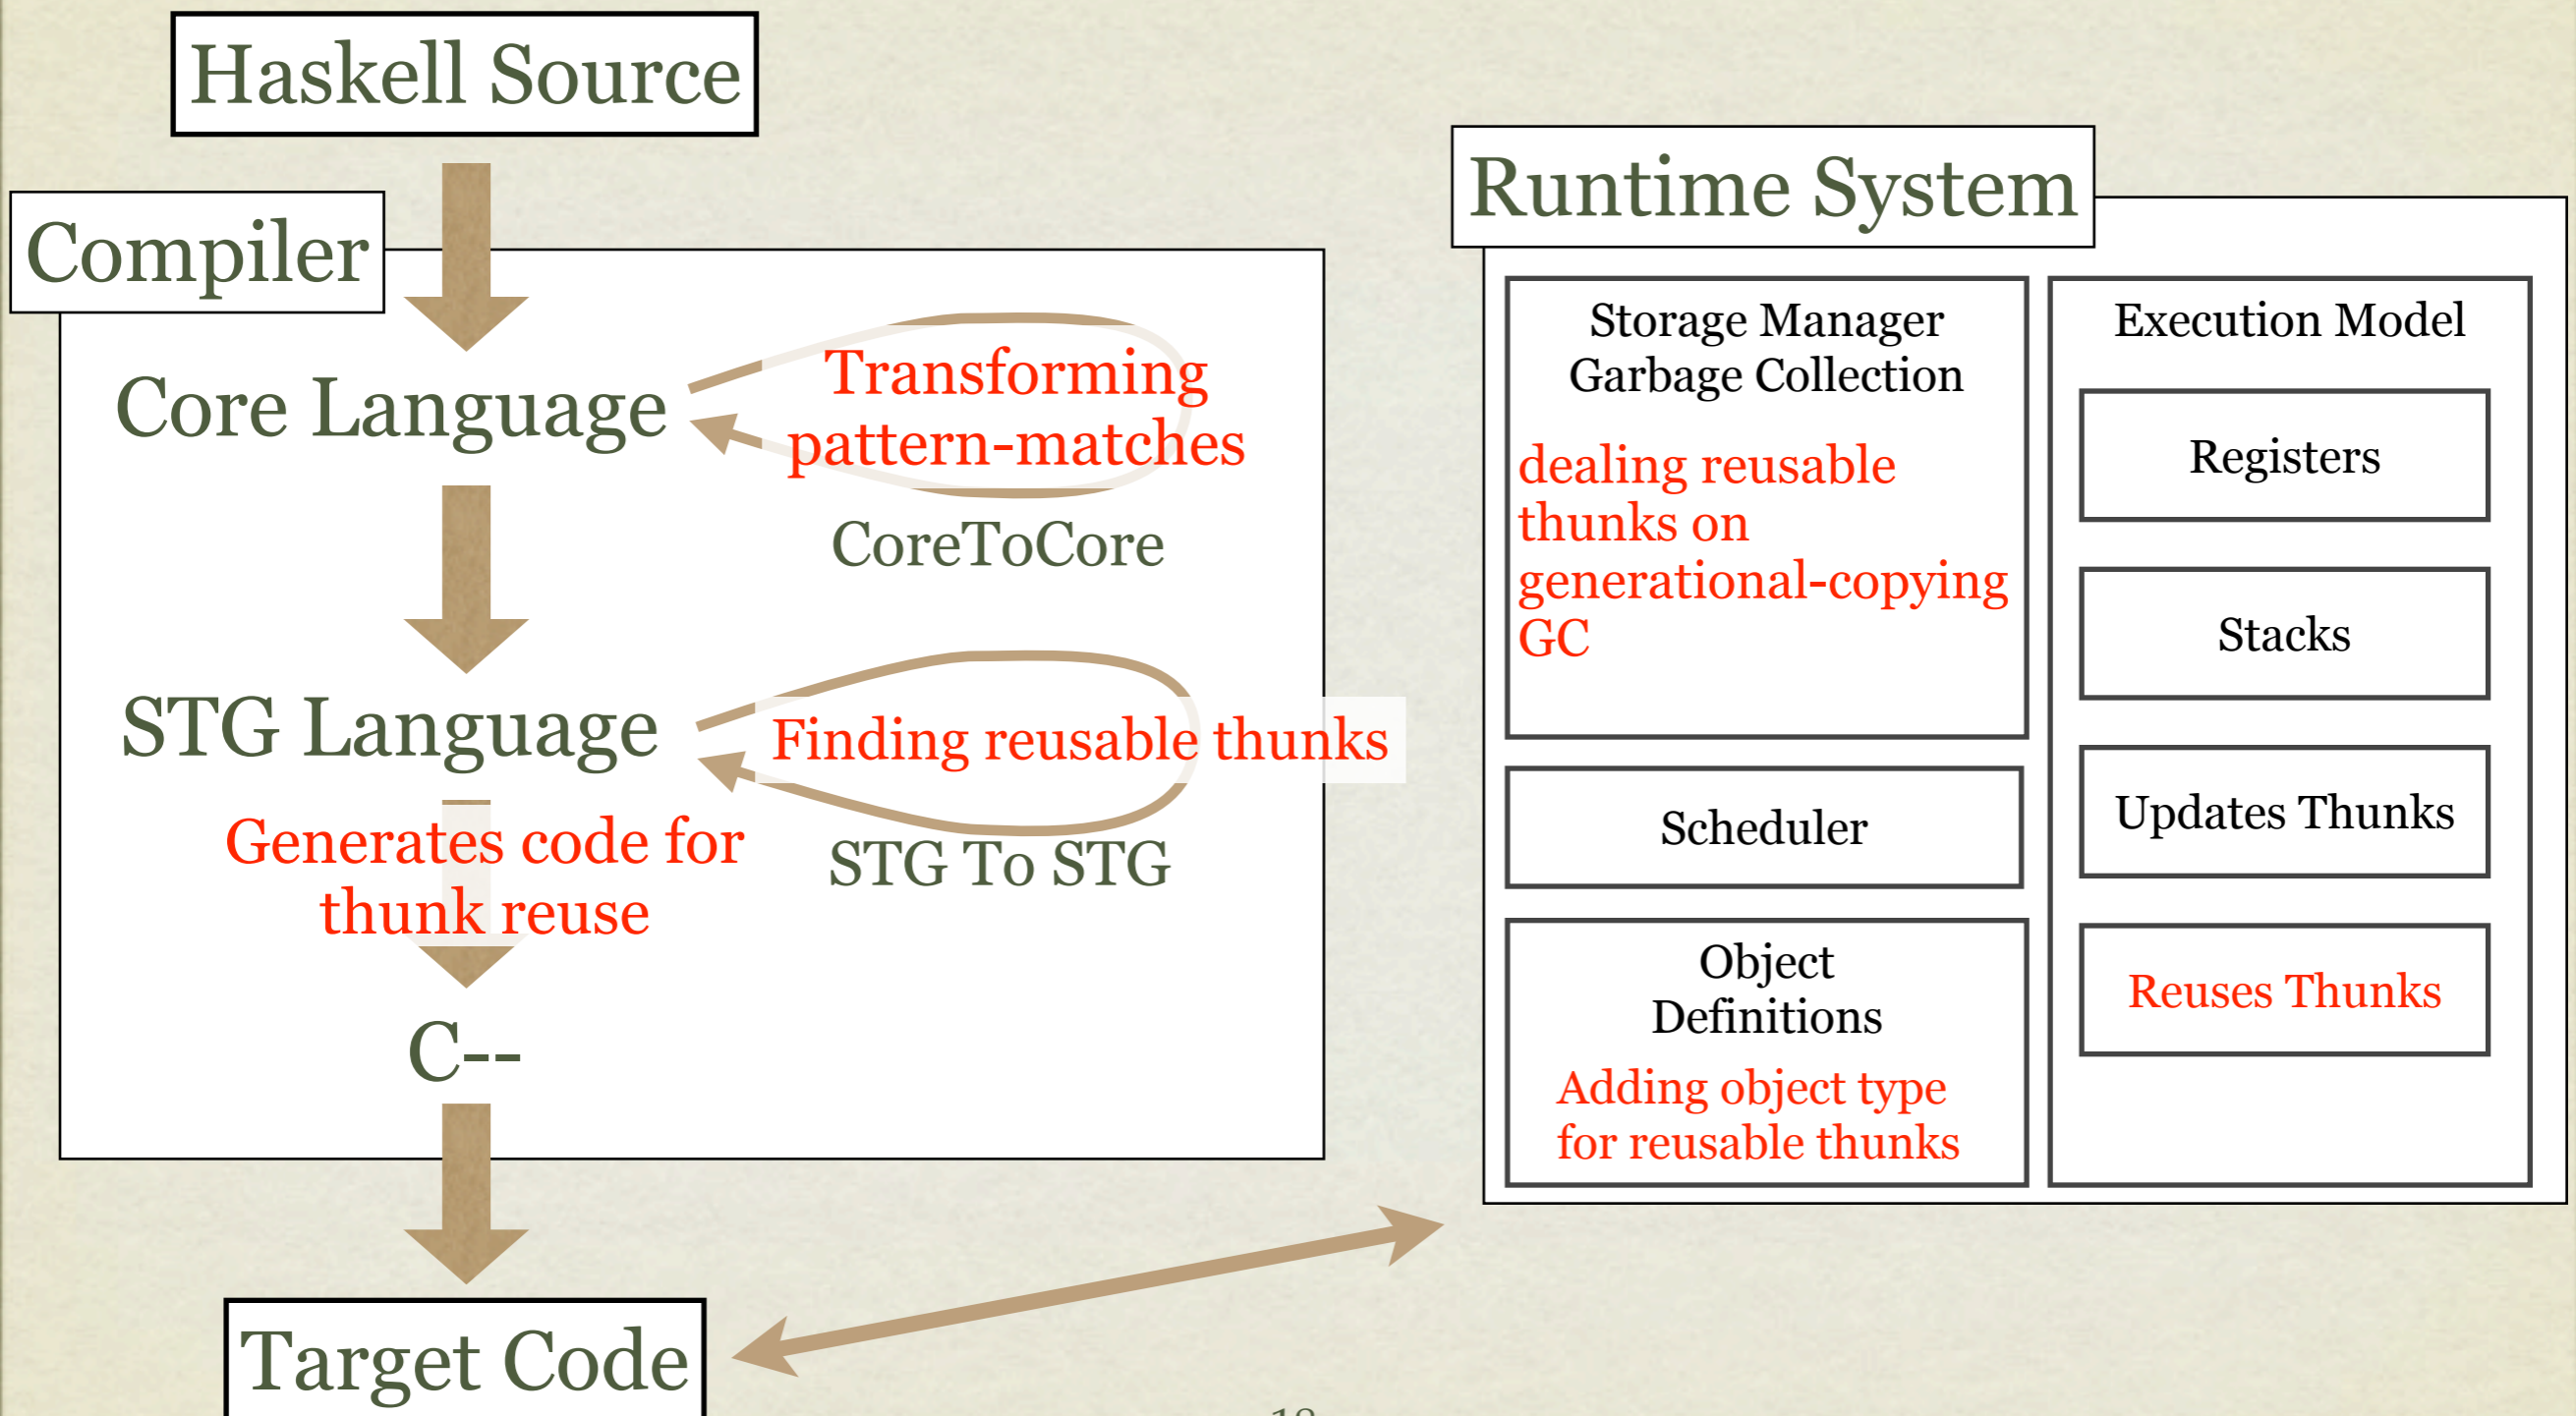 Haskell Source
Compiler
Core Language
Transforming
pattern-matches
CoreToCore
STG Language
Finding reusable thunks
STG To STG
Generates code for
thunk reuse
C--
Target Code
Runtime System
Storage Manager
Garbage Collection
dealing reusable
thunks on
generational-copying
GC
Scheduler
Object
Definitions
Adding object type
for reusable thunks
Execution Model
Registers
Stacks
Updates Thunks
Reuses Thunks